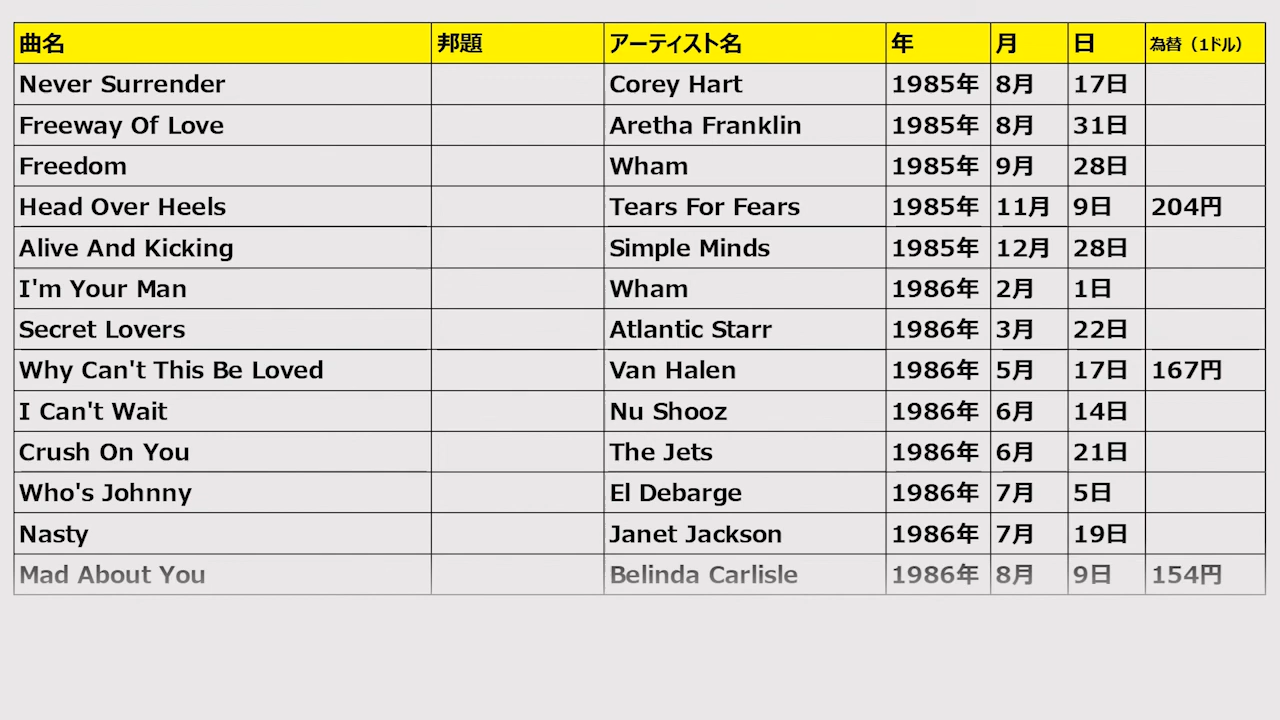 曲名 邦題 アーティスト名 年 月 日 為替（1ドル）
Never Surrender Corey Hart 1985年 8月 17日
Freeway Of Love Aretha Franklin 1985年 8月 31日
Freedom Wham 1985年 9月 28日
Head Over Heels Tears For Fears 1985年 11月 9日 204円
Alive And Kicking Simple Minds 1985年 12月 28日
I'm Your Man Wham 1986年 2月 1日
Secret Lovers Atlantic Starr 1986年 3月 22日
Why Can't This Be Loved Van Halen 1986年 5月 17日 167円
I Can't Wait Nu Shooz 1986年 6月 14日
Crush On You The Jets 1986年 6月 21日
Who's Johnny El Debarge 1986年 7月 5日
Nasty Janet Jackson 1986年 7月 19日
Mad About You Belinda Carlisle 1986年 8月 9日 154円